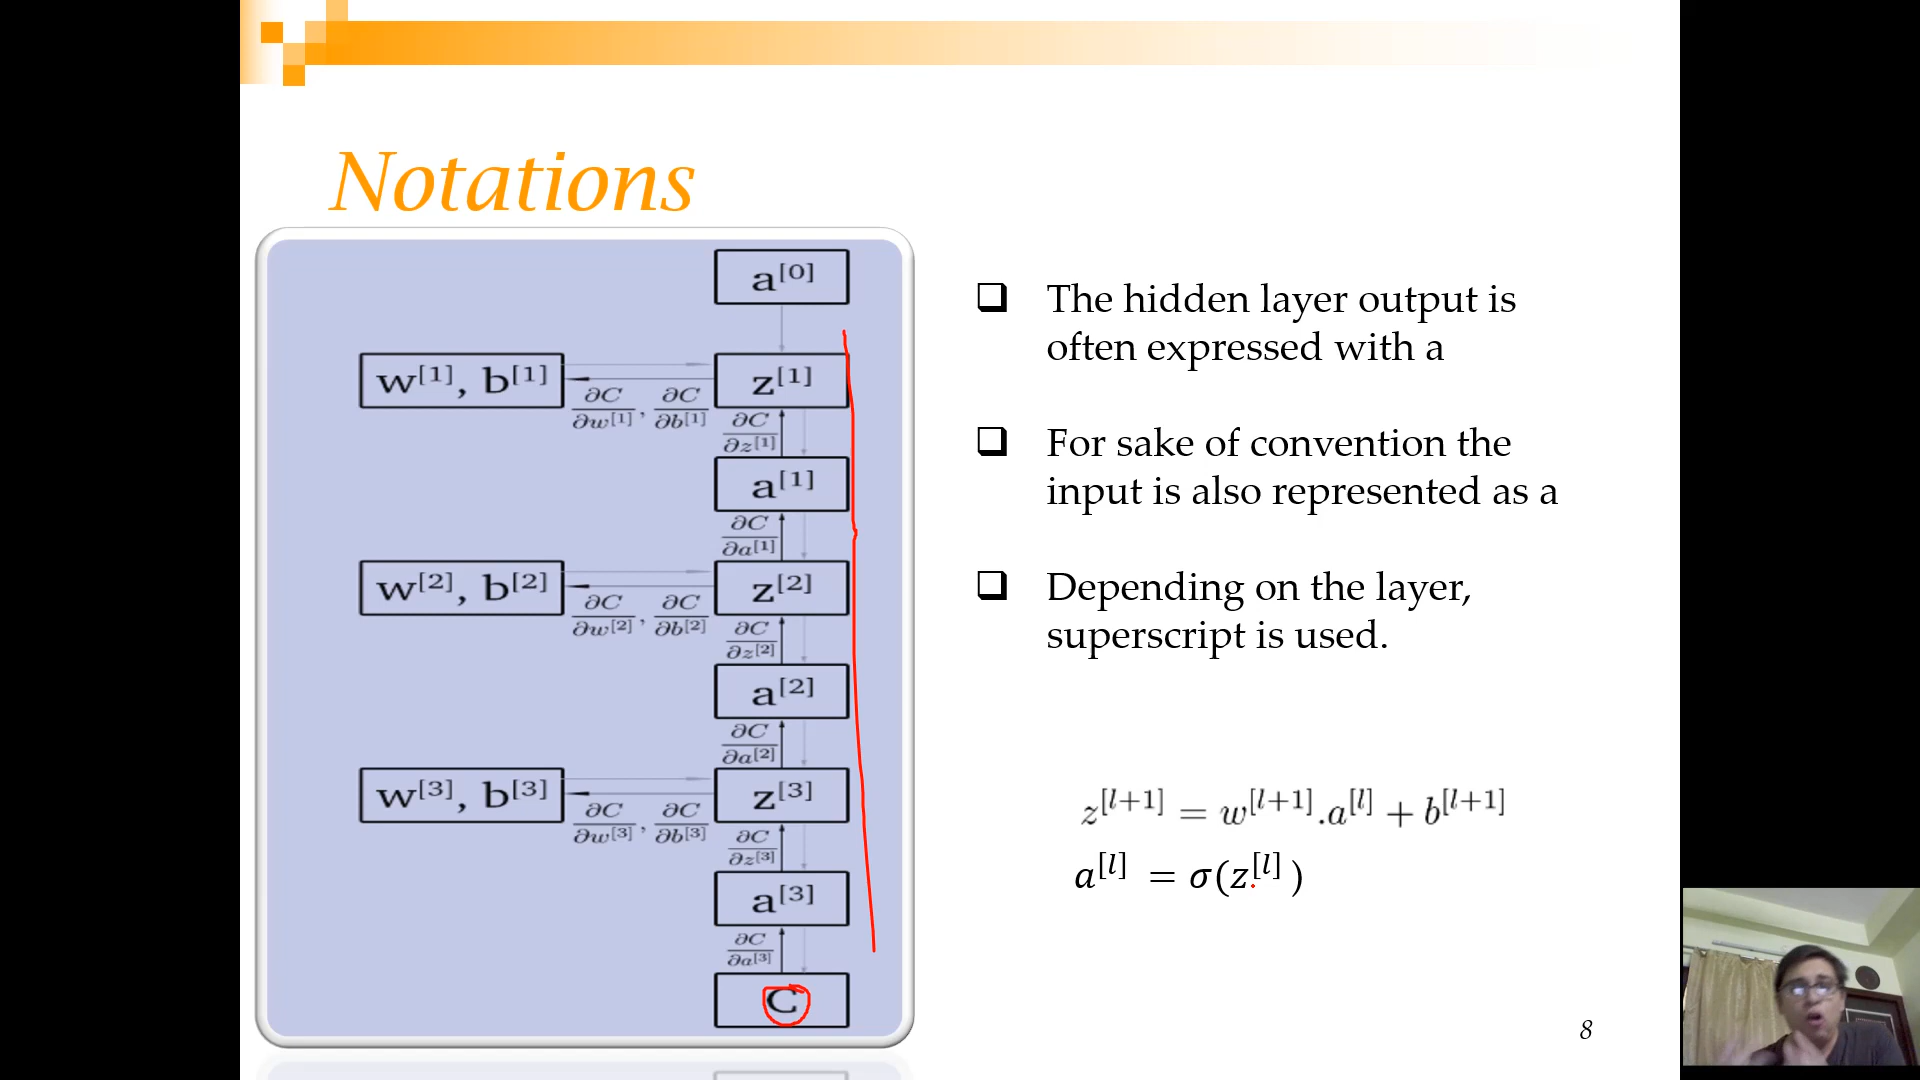 Notations
a[0]
w[1], b[1]
z[1]
∂C/∂w[1], ∂C/∂b[1]
∂C/∂z[1]
a[1]
∂C/∂a[1]
w[2], b[2]
z[2]
∂C/∂w[2], ∂C/∂b[2]
∂C/∂z[2]
a[2]
∂C/∂a[2]
w[3], b[3]
z[3]
∂C/∂w[3], ∂C/∂b[3]
∂C/∂z[3]
a[3]
∂C/∂a[3]
C
The hidden layer output is
often expressed with a
For sake of convention the
input is also represented as a
Depending on the layer,
superscript is used.
z[l+1] = w[l+1].a[l] + b[l+1]
a[l] = σ(z[l])
8